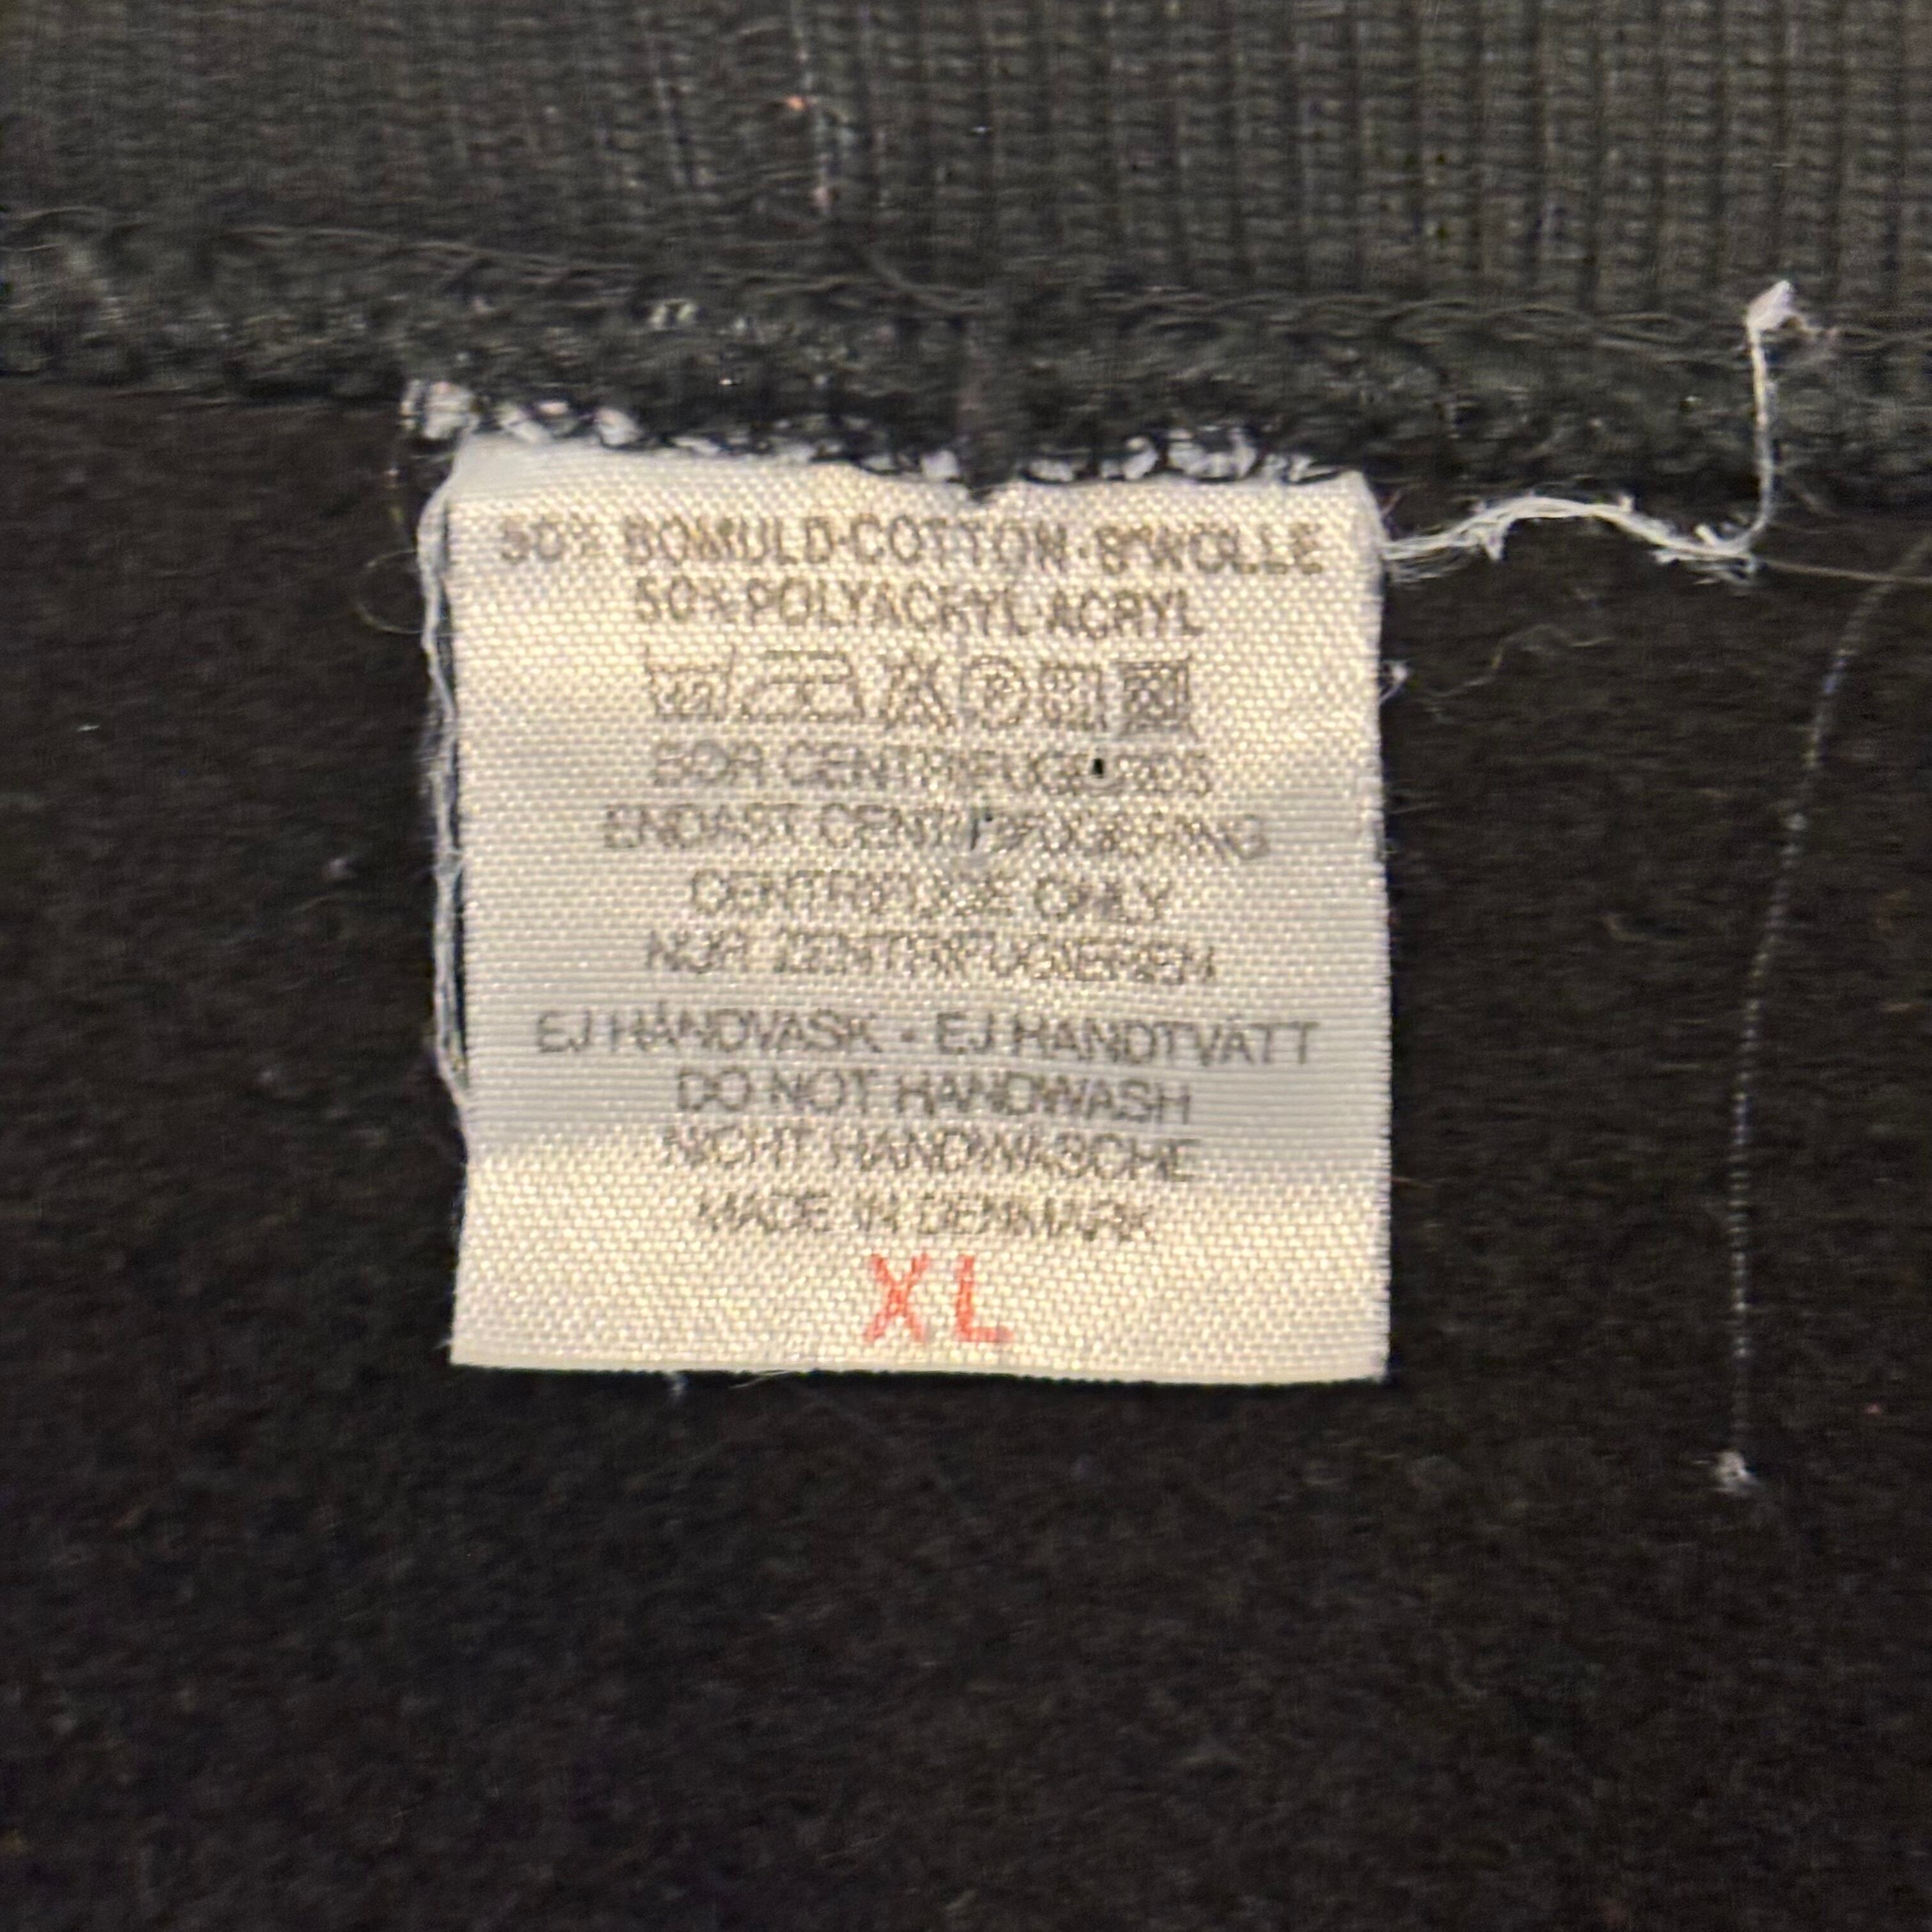 50% BOMULD·COTTON·B'WOLLE
50% POLYACRYL·ACRYL
40
BØR CENTRIFUGERES
ENDAST CENTRIFUGERING
CENTRIFUGE ONLY
NUR ZENTRIFUGIEREN
EJ HÅNDVASK - EJ HANDTVÄTT
DO NOT HANDWASH
NICHT HANDWÄSCHE
MADE IN DENMARK
XL